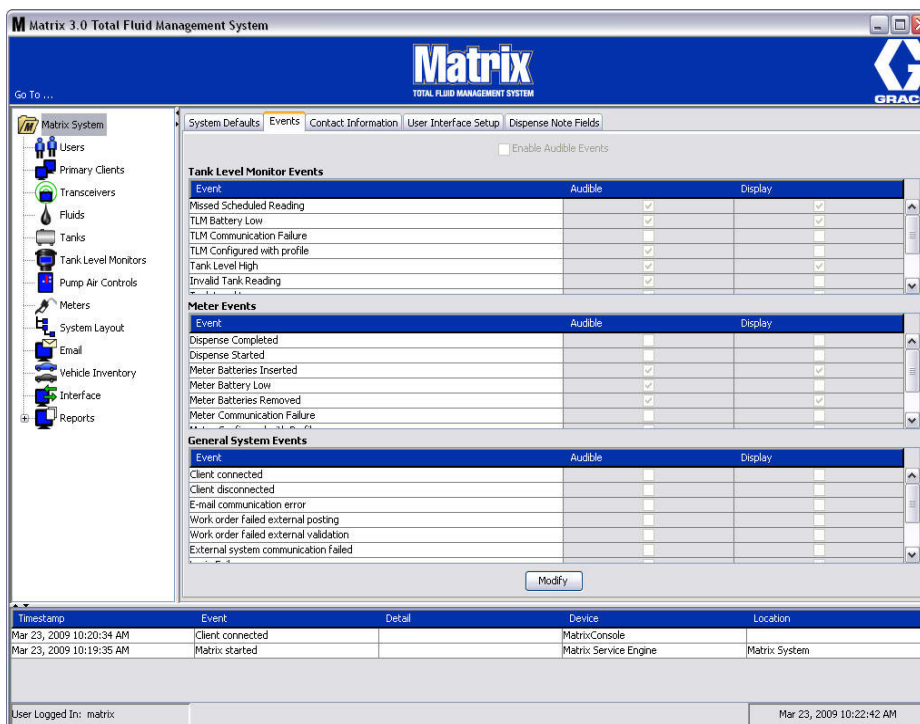 M Matrix 3.0 Total Fluid Management System
Matrix
TOTAL FLUID MANAGEMENT SYSTEM
Go To ...
GRAC
Matrix System
Users
Primary Clients
Transceivers
Fluids
Tanks
Tank Level Monitors
Pump Air Controls
Meters
System Layout
Email
Vehicle Inventory
Interface
Reports
System Defaults Events Contact Information User Interface Setup Dispense Note Fields
Enable Audible Events
Tank Level Monitor Events
Event Audible Display
Missed Scheduled Reading
TLM Battery Low
TLM Communication Failure
TLM Configured with profile
Tank Level High
Invalid Tank Reading
Meter Events
Event Audible Display
Dispense Completed
Dispense Started
Meter Batteries Inserted
Meter Battery Low
Meter Batteries Removed
Meter Communication Failure
General System Events
Event Audible Display
Client connected
Client disconnected
E-mail communication error
Work order failed external posting
Work order failed external validation
External system communication failed
Modify
Timestamp Event Detail Device Location
Mar 23, 2009 10:20:34 AM Client connected MatrixConsole
Mar 23, 2009 10:19:35 AM Matrix started Matrix Service Engine Matrix System
User Logged In: matrix Mar 23, 2009 10:22:42 AM